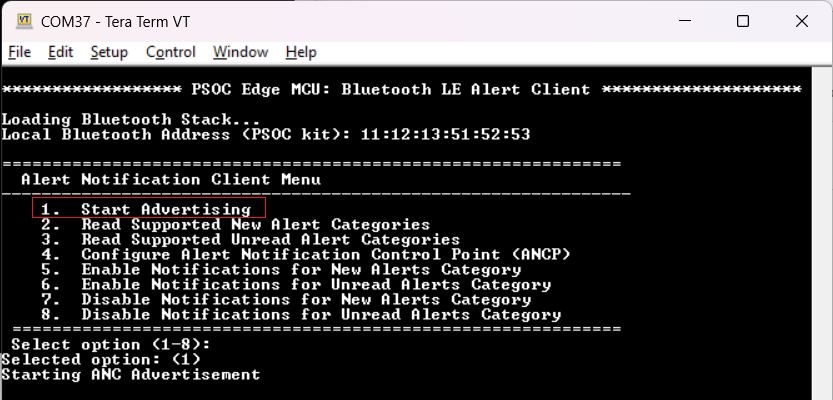 COM37 - Tera Term VT
File Edit Setup Control Window Help
****************** PSOC Edge MCU: Bluetooth LE Alert Client ********************
Loading Bluetooth Stack...
Local Bluetooth Address (PSOC kit): 11:12:13:51:52:53
==============================================================
Alert Notification Client Menu
---------------------------------------------------------------
1. Start Advertising
2. Read Supported New Alert Categories
3. Read Supported Unread Alert Categories
4. Configure Alert Notification Control Point (ANCP)
5. Enable Notifications for New Alerts Category
6. Enable Notifications for Unread Alerts Category
7. Disable Notifications for New Alerts Category
8. Disable Notifications for Unread Alerts Category
=============================================================
Select option (1-8):
Selected option: (1)
Starting ANC Advertisement